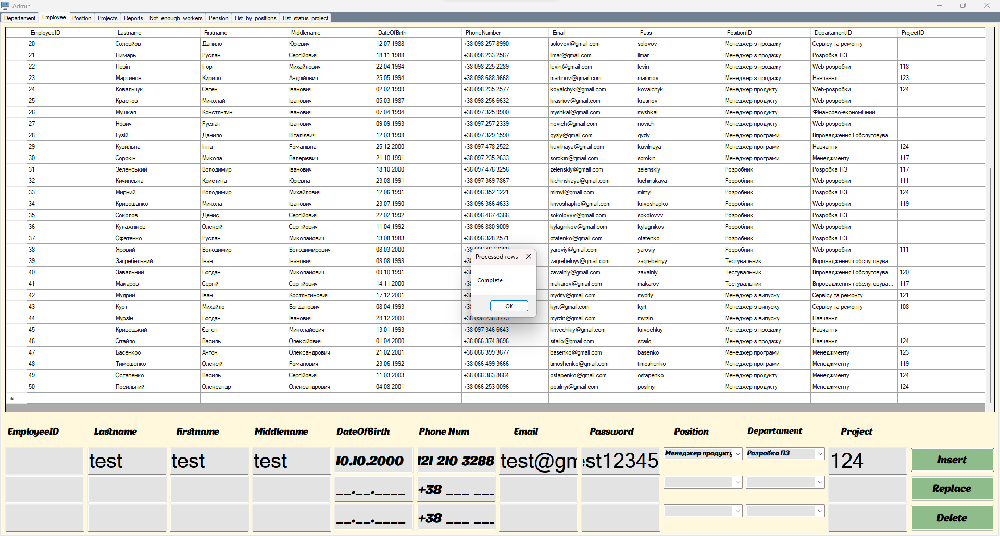 Admin
Departament Employee Position Projects Reports Not_enough_workers Pension List_by_positions List_status_project
EmployeeID Lastname Firstname Middlename DateOfBirth PhoneNumber Email Pass PositionID DepartamentID ProjectID
20 Соловйов Данило Юрієвич 12.07.1988 +38 098 257 8990 solovov@gmail.com solovov Менеджер з продажу Сервісу та ремонту
21 Лимарь Руслан Сергійович 18.11.1988 +38 098 233 2567 limar@gmail.com limar Менеджер з продажу Розробка ПЗ
22 Левін Ігор Михайлович 22.04.1994 +38 098 225 2289 levin@gmail.com levin Менеджер з продажу Web-розробки 118
23 Мартинов Кирило Андрійович 25.05.1994 +38 098 688 3668 martinov@gmail.com martinov Менеджер з продажу Навчання 123
24 Ковальчук Євген Іванович 02.02.1999 +38 098 235 2577 kovalchyk@gmail.com kovalchyk Менеджер продукту Web-розробки 124
25 Краснов Миколай Іванович 05.03.1987 +38 098 256 6632 krasnov@gmail.com krasnov Менеджер продукту Web-розробки
26 Мушкал Констянтин Іванович 07.04.1994 +38 097 325 9900 myshkal@gmail.com myshkal Менеджер продукту Фінансово-економічний
27 Нович Руслан Іванович 09.09.1993 +38 097 257 2339 novich@gmail.com novich Менеджер продукту Web-розробки
28 Гузій Данило Віталієвич 12.03.1998 +38 097 329 1590 gyziy@gmail.com gyziy Менеджер програми Впровадження і обслуговува...
29 Кувильна Інна Романівна 25.12.2000 +38 097 478 2522 kuvilnaya@gmail.com kuvilnaya Менеджер програми Навчання 124
30 Сорокін Микола Валерієвич 21.10.1991 +38 097 235 2633 sorokin@gmail.com sorokin Менеджер програми Менеджменту 117
31 Зеленський Володимир Іванович 18.10.2000 +38 097 478 3256 zelenskiy@gmail.com zelenskiy Розробник Розробка ПЗ 117
32 Кичинська Кристина Юрієвна 23.08.1991 +38 097 369 7867 kichinskaya@gmail.com kichinskaya Розробник Web-розробки 111
33 Мирний Володимир Михайлович 12.06.1991 +38 096 352 1221 mirnyi@gmail.com mirnyi Розробник Розробка ПЗ 124
34 Кривошапко Микола Іванович 23.07.1990 +38 096 366 4633 krivoshapko@gmail.com krivoshapko Розробник Web-розробки 119
35 Соколов Денис Сергійович 22.02.1992 +38 096 467 4366 sokolovvv@gmail.com sokolovvv Розробник Розробка ПЗ
36 Кулажніков Олексій Сергійович 11.04.1992 +38 096 880 9009 kylagnikov@gmail.com kylagnikov Розробник Web-розробки
37 Офатенко Руслан Миколайович 13.08.1983 +38 096 328 2571 ofatenko@gmail.com ofatenko Розробник Розробка ПЗ
38 Яровий Володимир Володимирович 08.03.2000 +38 yaroviy@gmail.com yaroviy Розробник Web-розробки 111
39 Загребельний Іван Іванович 08.08.1998 +38 zagrebelnyy@gmail.com zagrebelnyy Тестувальник Впровадження і обслуговува...
40 Завальний Богдан Миколайович 09.10.1991 +38 zavalniy@gmail.com zavalniy Тестувальник Впровадження і обслуговува... 120
41 Макаров Сергій Сергійович 14.11.2000 +38 makarov@gmail.com makarov Тестувальник Впровадження і обслуговува... 117
42 Мудрий Іван Костянтинович 17.12.2001 +38 mydriy@gmail.com mydriy Менеджер з випуску Сервісу та ремонту 121
43 Курт Михайло Богданович 08.04.1993 +38 kyrt@gmail.com kyrt Менеджер з випуску Сервісу та ремонту 108
44 Мурзін Богдан Іванович 28.12.2000 +38 096 236 3773 myrzin@gmail.com myrzin Менеджер з випуску Навчання
45 Кривецький Євген Миколайович 13.01.1993 +38 097 346 6643 krivechkiy@gmail.com krivechkiy Менеджер з продажу Навчання
46 Сітайло Василь Олексійович 01.04.2000 +38 066 374 8696 sitailo@gmail.com sitailo Менеджер з продажу Навчання 124
47 Басенкоо Антон Олександрович 21.02.2001 +38 066 399 3677 basenko@gmail.com basenko Менеджер програми Менеджменту 123
48 Тимошенко Олексій Романович 23.06.1992 +38 066 499 3666 timoshenko@gmail.com timoshenko Менеджер програми Менеджменту 119
49 Остапенко Василь Сергійович 11.03.2003 +38 066 363 8664 ostapenko@gmail.com ostapenko Менеджер продукту Менеджменту 124
50 Посильний Олександр Олександрович 04.08.2001 +38 066 253 0096 posilnyi@gmail.com posilnyi Менеджер продукту Менеджменту 124
Processed rows
Complete
OK
EmployeeID Lastname Firstname Middlename DateOfBirth Phone Num Email Password Position Departament Project
test test test 10.10.2000 121 210 3288 test@gm est12345 Менеджер продукту Розробка ПЗ 124 Insert
__.__.____ +38 ___ ___ Replace
__.__.____ +38 ___ ___ Delete